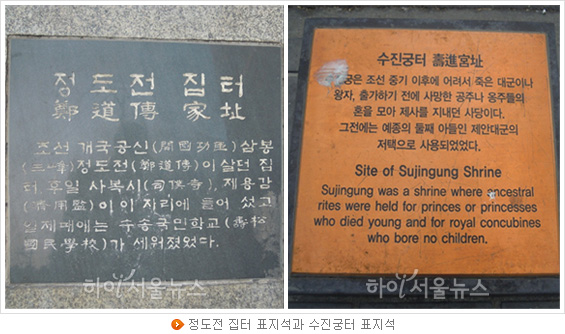 정도전 집터
鄭道傳 家址
조선 개국공신(開國功臣) 삼봉
(三峰) 정도전(鄭道傳)이 살던 집
터. 후일 사복시(司僕寺), 제용감
(濟用監)이 이 자리에 들어 섰고
일제때에는 수송국민학교(壽松
國民學校)가 세워졌었다.
하이서울뉴스
수진궁터 壽進宮址
궁은 조선 중기 이후에 어려서 죽은 대군이나
왕자, 출가하기 전에 사망한 공주나 옹주들의
혼을 모아 제사를 지내던 사당이다.
그전에는 예종의 둘째 아들인 제안대군의
저택으로 사용되었었다.
Site of Sujingung Shrine
Sujingung was a shrine where ancestral
rites were held for princes or princesses
who died young and for royal concubines
who bore no children.
하이서울뉴스
정도전 집터 표지석과 수진궁터 표지석